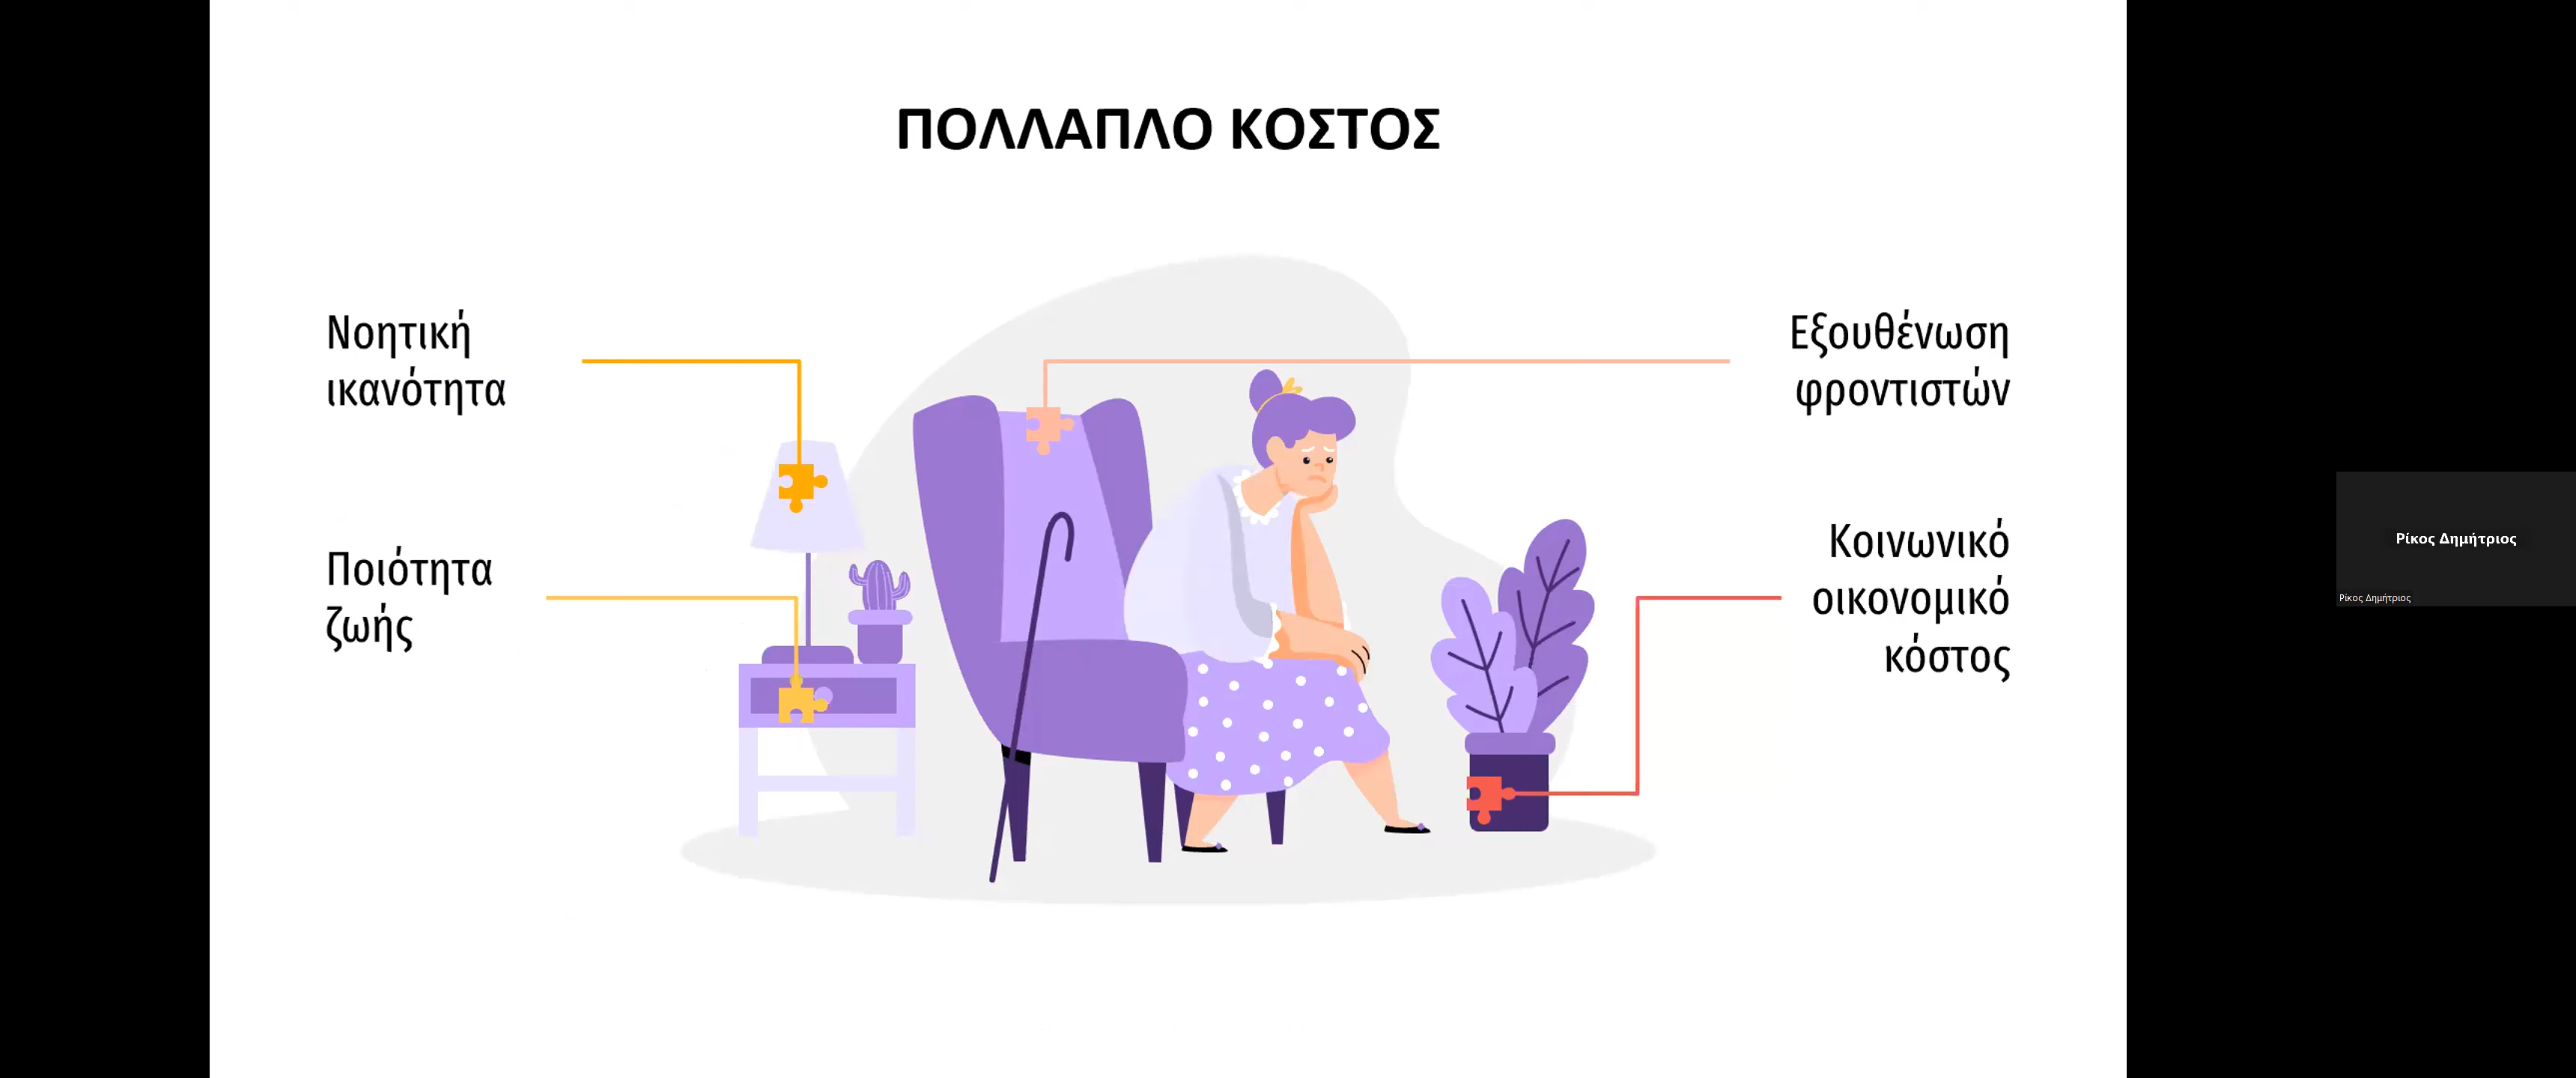 ΠΟΛΛΑΠΛΟ ΚΟΣΤΟΣ
Νοητική
ικανότητα
Ποιότητα
ζωής
Εξουθένωση
φροντιστών
Κοινωνικό
οικονομικό
κόστος
Ρίκος Δημήτριος
Ρίκος Δημήτριος